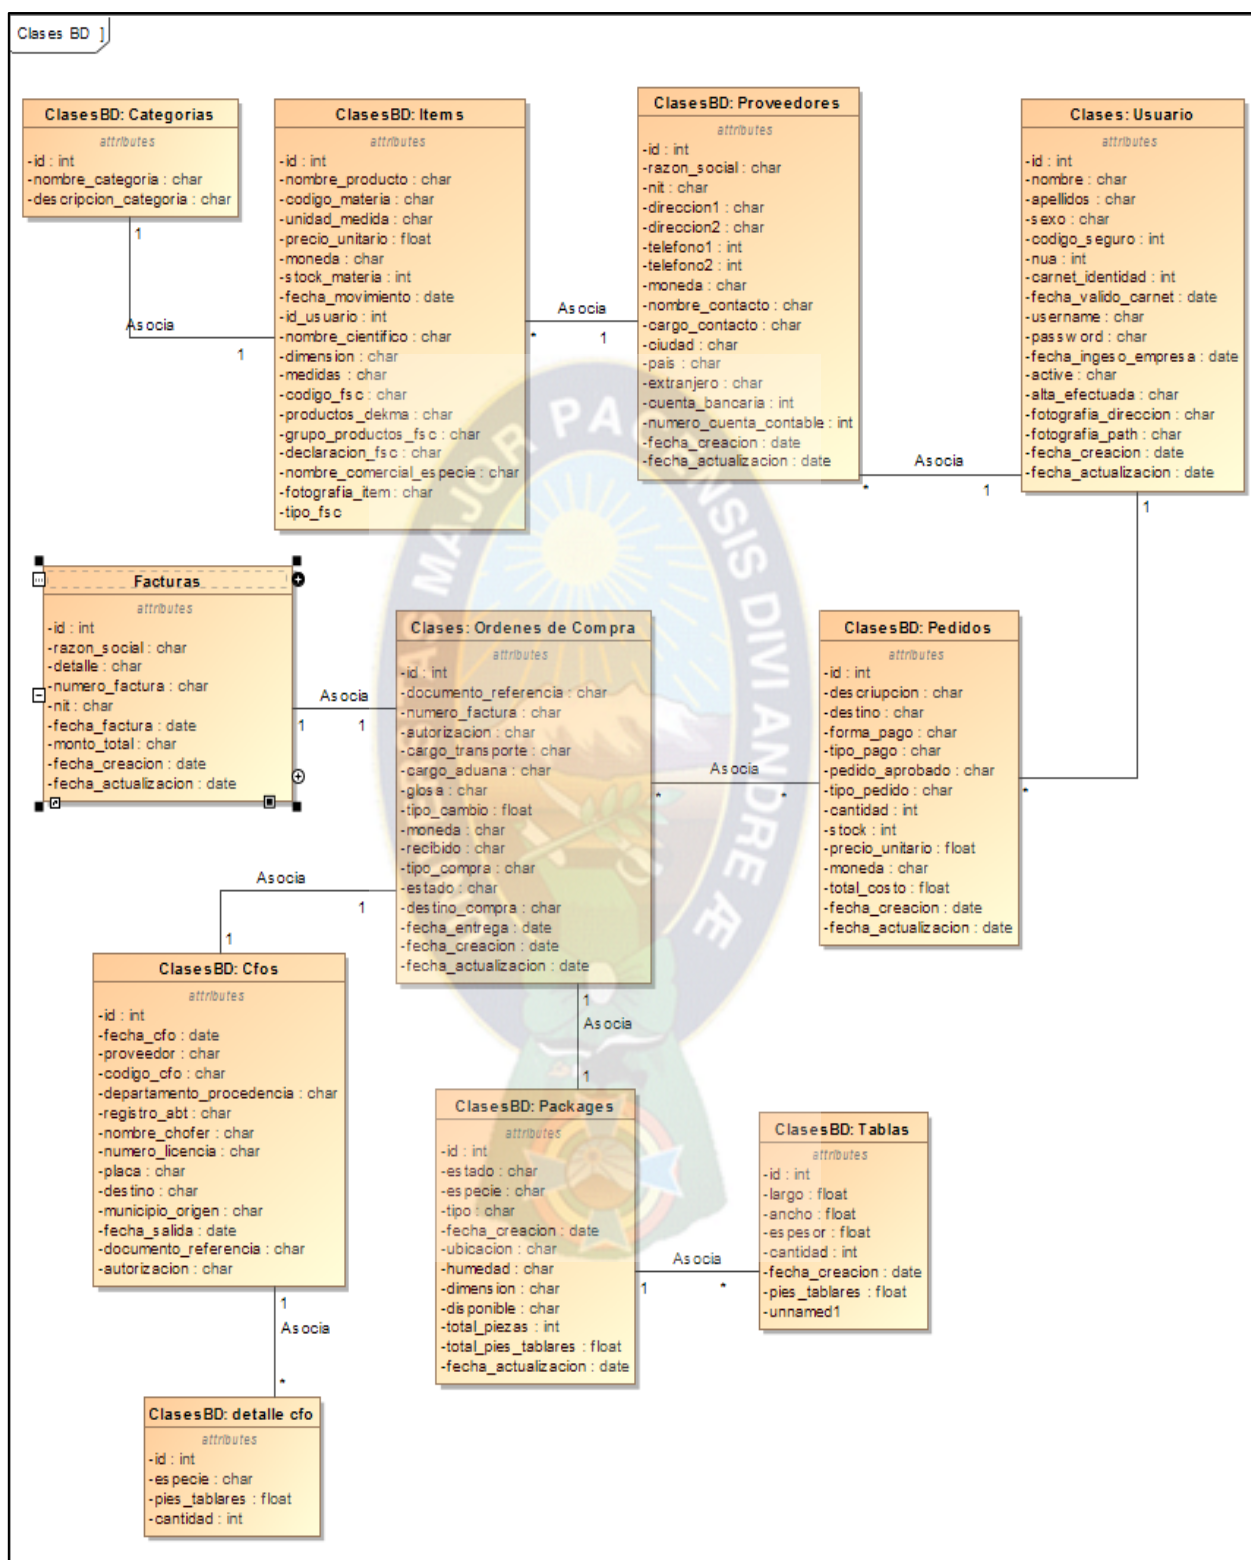 Clases BD ]
ClasesBD: Categorias
attributes
-id : int
-nombre_categoria : char
-descripcion_categoria : char
1
Asocia
1
ClasesBD: Items
attributes
-id : int
-nombre_producto : char
-codigo_materia : char
-unidad_medida : char
-precio_unitario : float
-moneda : char
-stock_materia : int
-fecha_movimiento : date
-id_usuario : int
-nombre_cientifico : char
-dimension : char
-medidas : char
-codigo_fsc : char
-productos_dekma : char
-grupo_productos_fsc : char
-declaracion_fsc : char
-nombre_comercial_especie : char
-fotografia_item : char
-tipo_fsc
Asocia
*
1
ClasesBD: Proveedores
attributes
-id : int
-razon_social : char
-nit : char
-direccion1 : char
-direccion2 : char
-telefono1 : int
-telefono2 : int
-moneda : char
-nombre_contacto : char
-cargo_contacto : char
-ciudad : char
-pais : char
-extranjero : char
-cuenta_bancaria : int
-numero_cuenta_contable : int
-fecha_creacion : date
-fecha_actualizacion : date
Asocia
*
1
Clases: Usuario
attributes
-id : int
-nombre : char
-apellidos : char
-sexo : char
-codigo_seguro : int
-nua : int
-carnet_identidad : int
-fecha_valido_carnet : date
-username : char
-password : char
-fecha_ingeso_empresa : date
-active : char
-alta_efectuada : char
-fotografia_direccion : char
-fotografia_path : char
-fecha_creacion : date
-fecha_actualizacion : date
1
*
Facturas
attributes
-id : int
-razon_social : char
-detalle : char
-numero_factura : char
-nit : char
-fecha_factura : date
-monto_total : char
-fecha_creacion : date
-fecha_actualizacion : date
Asocia
1
1
Clases: Ordenes de Compra
attributes
-id : int
-documento_referencia : char
-numero_factura : char
-autorizacion : char
-cargo_transporte : char
-cargo_aduana : char
-glosa : char
-tipo_cambio : float
-moneda : char
-recibido : char
-tipo_compra : char
-estado : char
-destino_compra : char
-fecha_entrega : date
-fecha_creacion : date
-fecha_actualizacion : date
Asocia
*
*
ClasesBD: Pedidos
attributes
-id : int
-descriupcion : char
-destino : char
-forma_pago : char
-tipo_pago : char
-pedido_aprobado : char
-tipo_pedido : char
-cantidad : int
-stock : int
-precio_unitario : float
-moneda : char
-total_costo : float
-fecha_creacion : date
-fecha_actualizacion : date
Asocia
1
1
ClasesBD: Cfos
attributes
-id : int
-fecha_cfo : date
-proveedor : char
-codigo_cfo : char
-departamento_procedencia : char
-registro_abt : char
-nombre_chofer : char
-numero_licencia : char
-placa : char
-destino : char
-municipio_origen : char
-fecha_salida : date
-documento_referencia : char
-autorizacion : char
1
Asocia
*
ClasesBD: detalle cfo
attributes
-id : int
-especie : char
-pies_tablares : float
-cantidad : int
1
Asocia
1
ClasesBD: Packages
attributes
-id : int
-estado : char
-especie : char
-tipo : char
-fecha_creacion : date
-ubicacion : char
-humedad : char
-dimension : char
-disponible : char
-total_piezas : int
-total_pies_tablares : float
-fecha_actualizacion : date
Asocia
1
*
ClasesBD: Tablas
attributes
-id : int
-largo : float
-ancho : float
-espesor : float
-cantidad : int
-fecha_creacion : date
-pies_tablares : float
-unnamed1
UNIVERSITAS MAJOR PACENSIS DIVI ANDRE Æ